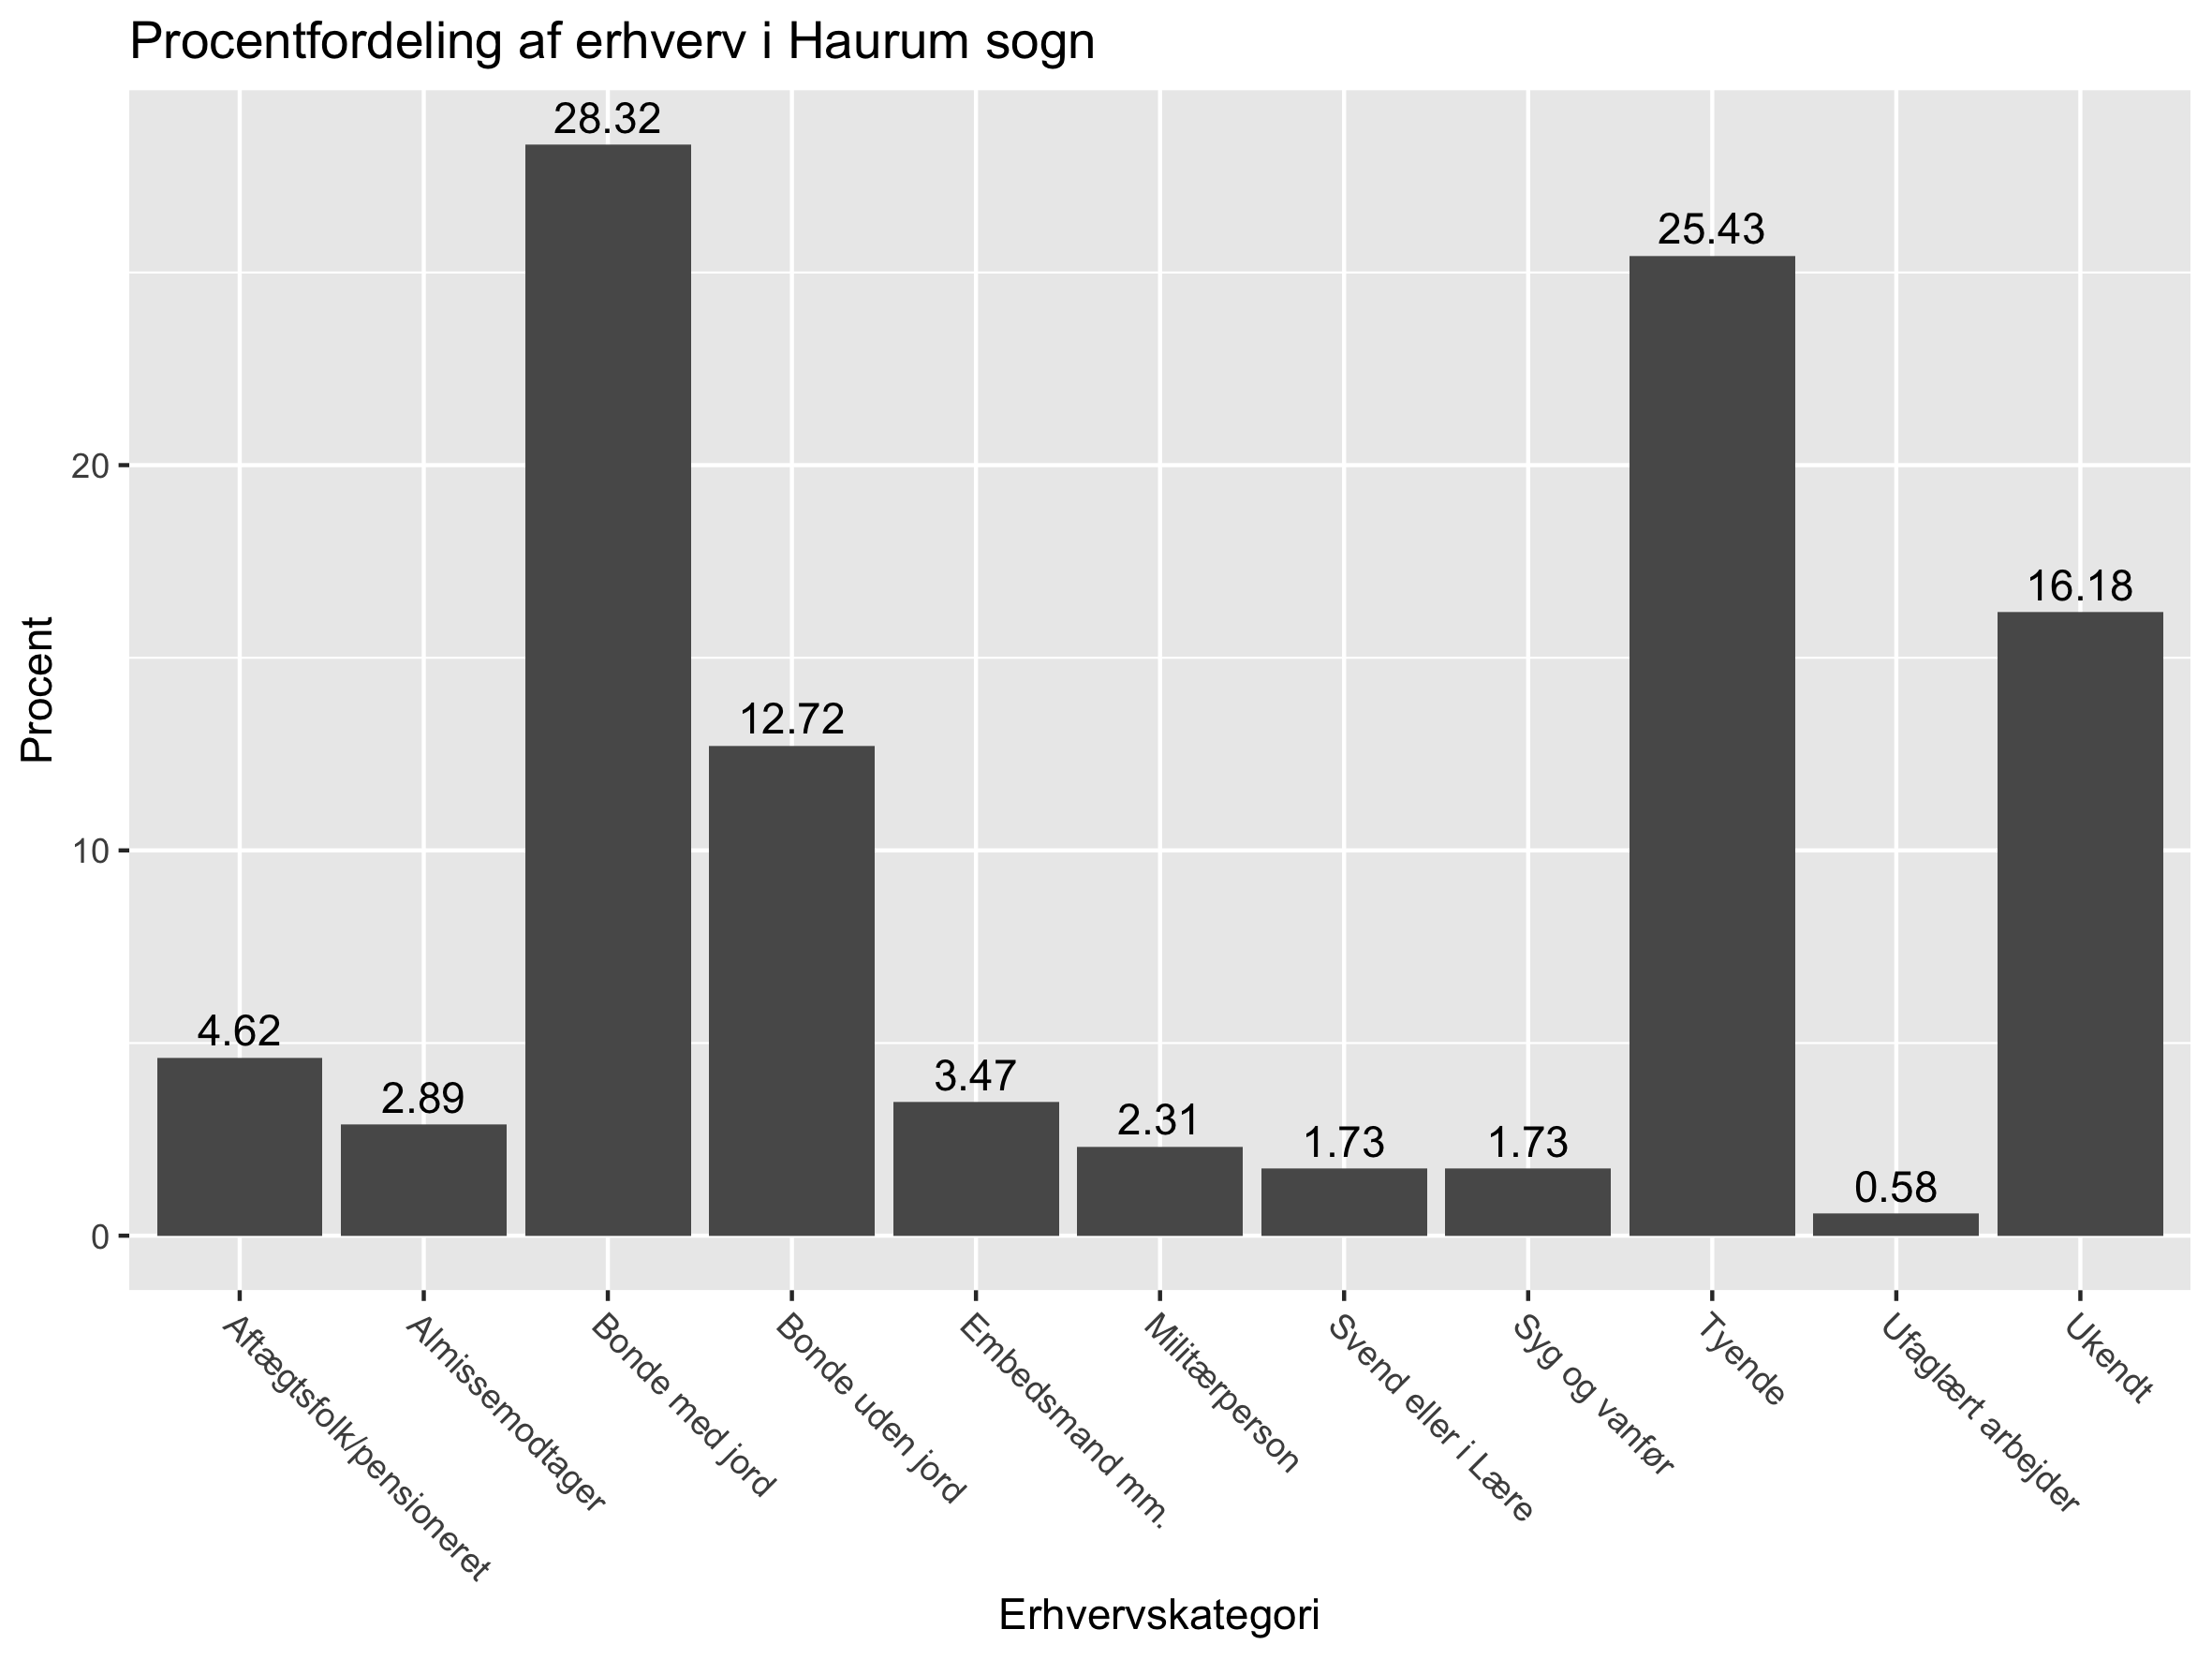 Procentfordeling af erhverv i Haurum sogn
28.32
25.43
20
16.18
Procent
12.72
10
4.62
3.47
2.89
2.31
1.73
1.73
0.58
0
Aftægtsfolk/pensioneret
Almissemodtager
Bonde med jord
Bonde uden jord
Embedsmand mm.
Militærperson
Svend eller i Lære
Syg og vanfør
Tyende
Ufaglært arbejder
Ukendt
Erhvervskategori